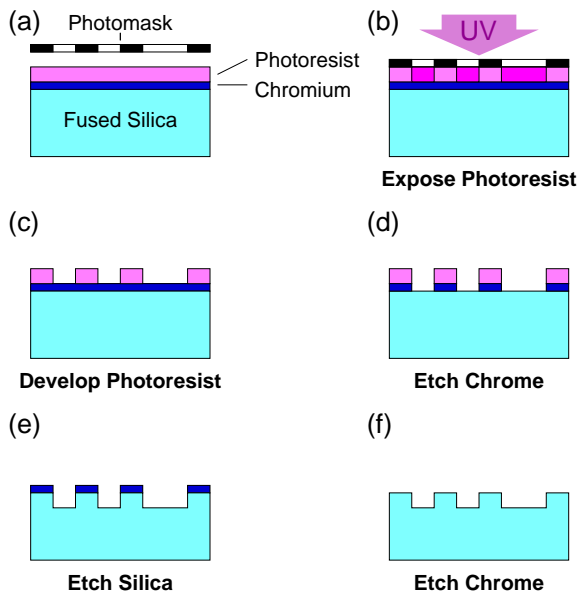 (a)
Photomask
Photoresist
Chromium
Fused Silica
(b)
UV
Expose Photoresist
(c)
Develop Photoresist
(d)
Etch Chrome
(e)
Etch Silica
(f)
Etch Chrome